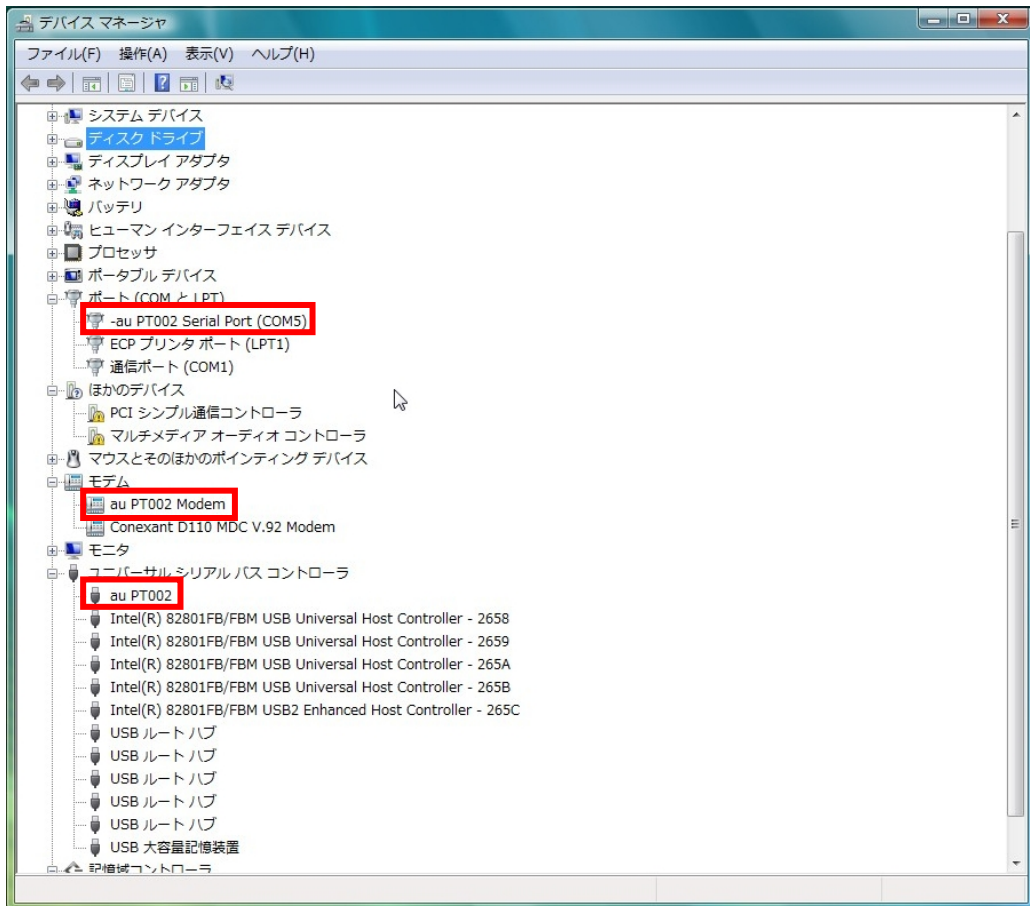 デバイス マネージャ
ファイル(F) 操作(A) 表示(V) ヘルプ(H)
システム デバイス
ディスク ドライブ
ディスプレイ アダプタ
ネットワーク アダプタ
バッテリ
ヒューマン インターフェイス デバイス
プロセッサ
ポータブル デバイス
ポート (COM と LPT)
-au PT002 Serial Port (COM5)
ECP プリンタ ポート (LPT1)
通信ポート (COM1)
ほかのデバイス
PCI シンプル通信コントローラ
マルチメディア オーディオ コントローラ
マウスとそのほかのポインティング デバイス
モデム
au PT002 Modem
Conexant D110 MDC V.92 Modem
モニタ
ユニバーサル シリアル バス コントローラ
au PT002
Intel(R) 82801FB/FBM USB Universal Host Controller - 2658
Intel(R) 82801FB/FBM USB Universal Host Controller - 2659
Intel(R) 82801FB/FBM USB Universal Host Controller - 265A
Intel(R) 82801FB/FBM USB Universal Host Controller - 265B
Intel(R) 82801FB/FBM USB2 Enhanced Host Controller - 265C
USB ルート ハブ
USB ルート ハブ
USB ルート ハブ
USB ルート ハブ
USB ルート ハブ
USB 大容量記憶装置
記憶域コントローラ